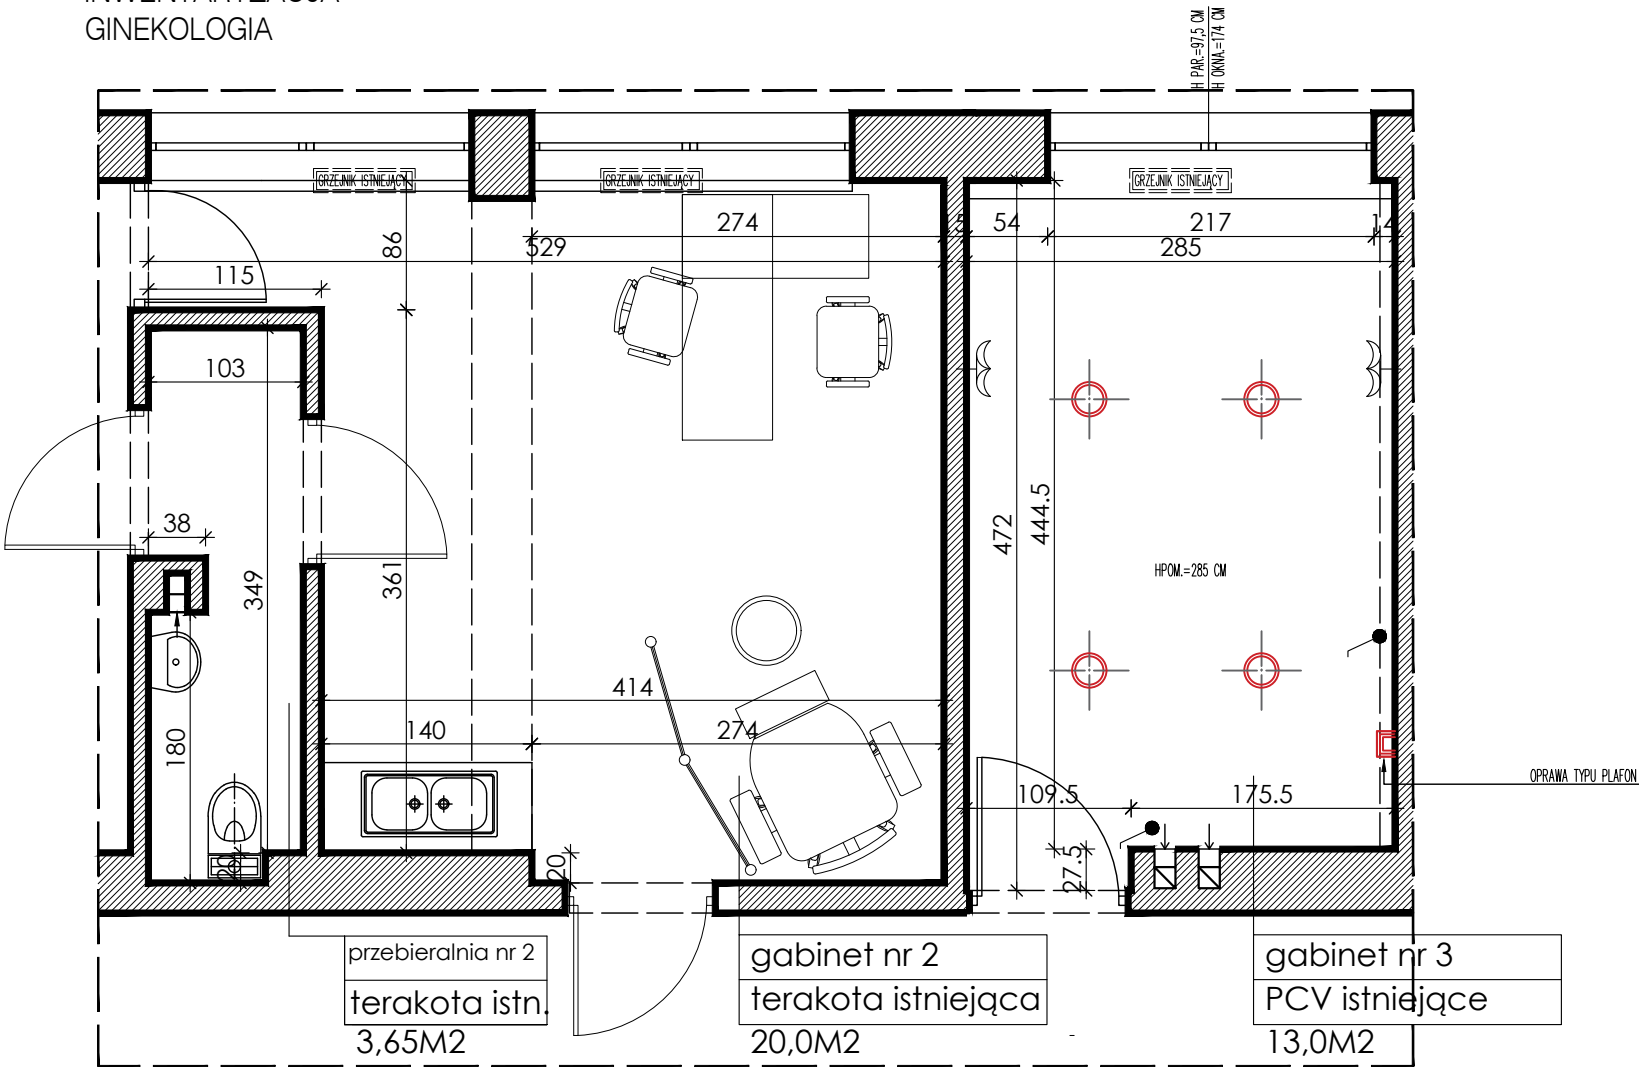 INWENTARYZACJA
GINEKOLOGIA
H PAR.=97,5 CM
H OKNA.=174 CM
GRZEJNIK ISTNIEJĄCY
GRZEJNIK ISTNIEJĄCY
GRZEJNIK ISTNIEJĄCY
274
15
54
217
14
86
529
285
115
103
38
349
361
472
444.5
HPOM.=285 CM
414
140
274
180
109.5
175.5
OPRAWA TYPU PLAFON
20
20
27.5
przebieralnia nr 2
terakota istn.
3,65M2
gabinet nr 2
terakota istniejąca
20,0M2
gabinet nr 3
PCV istniejące
13,0M2